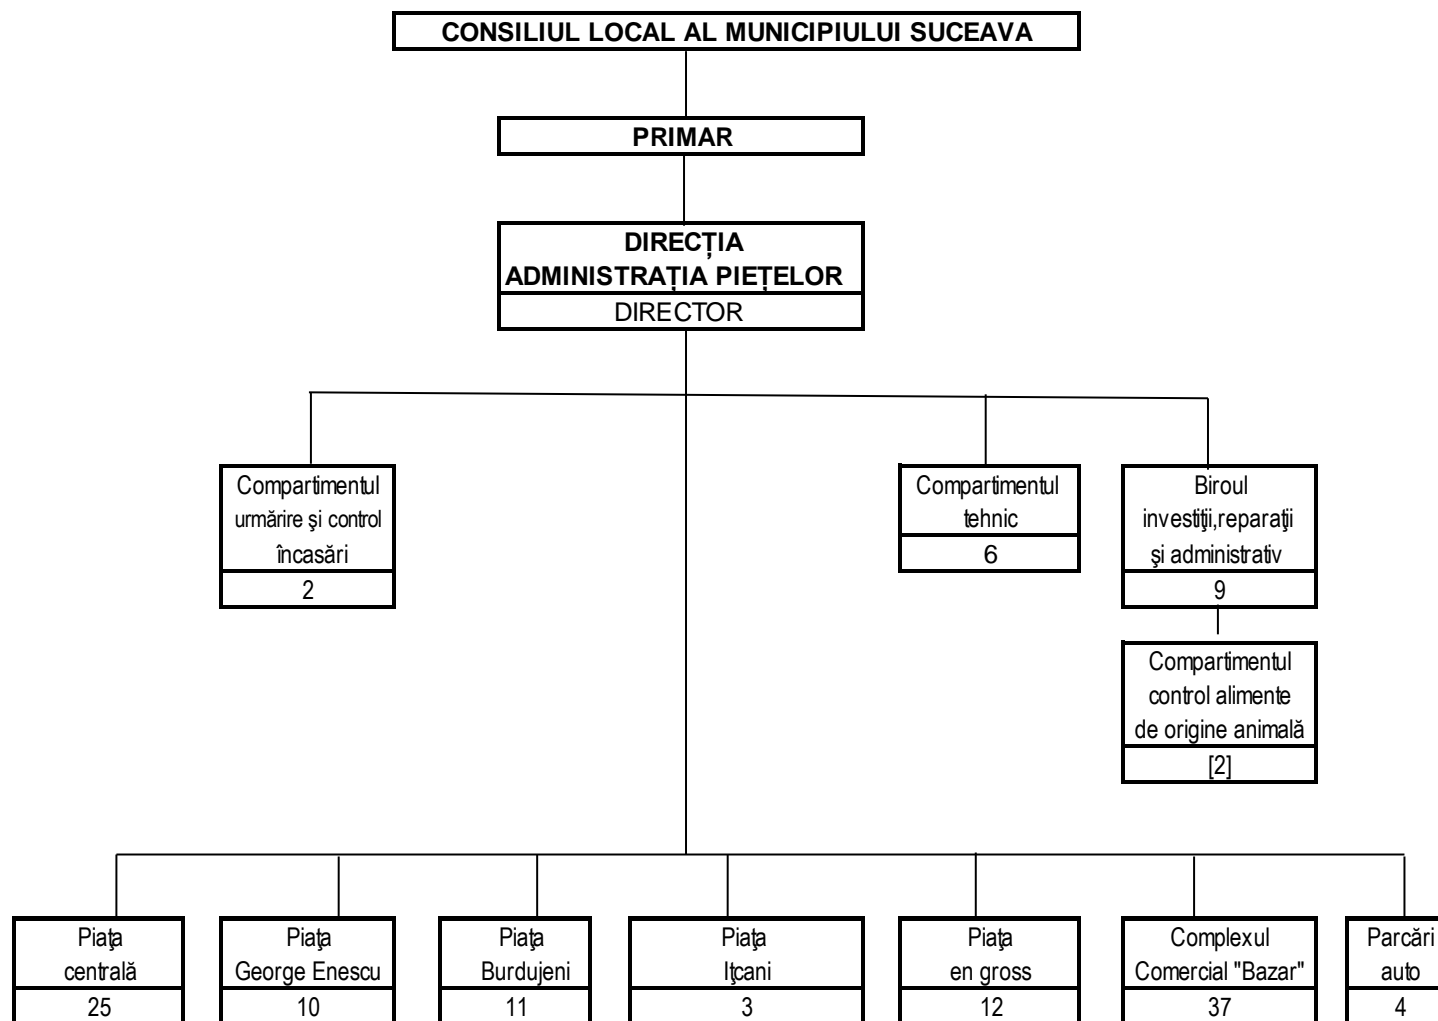 CONSILIUL LOCAL AL MUNICIPIULUI SUCEAVA
PRIMAR
DIRECȚIA
ADMINISTRAȚIA PIEȚELOR
DIRECTOR
Compartimentul
urmărire şi control
încasări
2
Compartimentul
tehnic
6
Biroul
investiţii,reparaţii
şi administrativ
9
Compartimentul
control alimente
de origine animală
[2]
Piaţa
centrală
25
Piaţa
George Enescu
10
Piaţa
Burdujeni
11
Piaţa
Iţcani
3
Piaţa
en gross
12
Complexul
Comercial "Bazar"
37
Parcări
auto
4